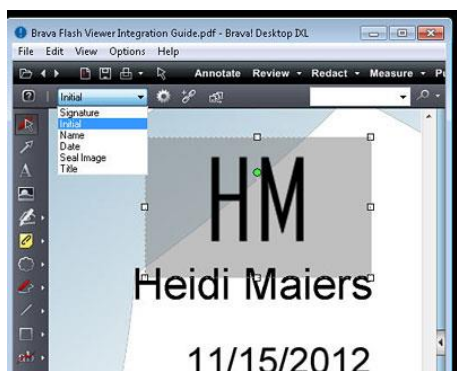 Brava Flash Viewer Integration Guide.pdf - Brava! Desktop DXL
File Edit View Options Help
Annotate Review Redact Measure
Initial
Signature
Initial
Name
Date
Seal Image
Title
HM
Heidi Maiers
11/15/2012